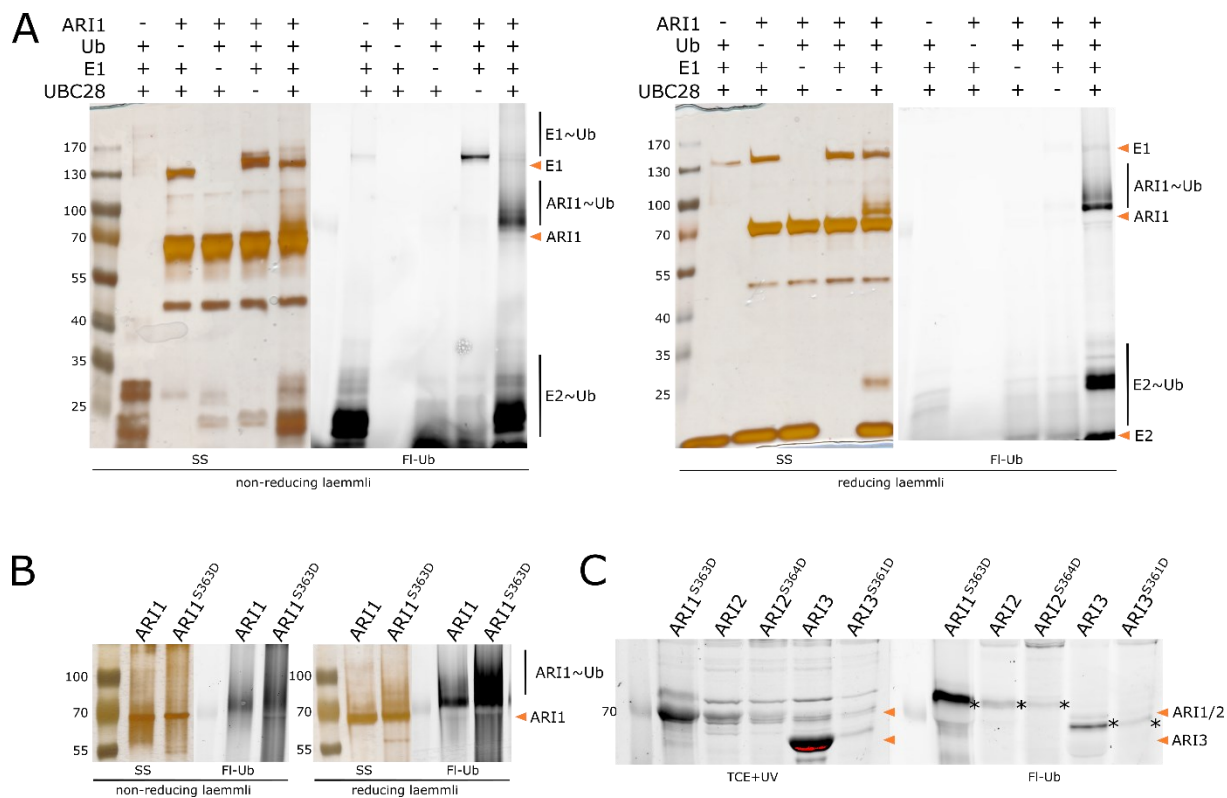 A
ARI1 - + + + + - + + + +
Ub + - + + + + - + + +
E1 + + - + + + + - + +
UBC28 + + + - + + + + - +
170
130
100
70
55
40
35
25
E1~Ub
E1
ARI1~Ub
ARI1
E2~Ub
SS Fl-Ub
non-reducing laemmli
ARI1 - + + + + - + + + +
Ub + - + + + + - + + +
E1 + + - + + + + - + +
UBC28 + + + - + + + + - +
170
130
100
70
55
40
35
25
E1
ARI1~Ub
ARI1
E2~Ub
E2
SS Fl-Ub
reducing laemmli
B
ARI1 ARI1S363D ARI1 ARI1S363D
100
70
55
SS Fl-Ub
non-reducing laemmli
ARI1 ARI1S363D ARI1 ARI1S363D
100
70
55
ARI1~Ub
ARI1
SS Fl-Ub
reducing laemmli
C
ARI1S363D ARI2 ARI2S364D ARI3 ARI3S361D ARI1S363D ARI2 ARI2S364D ARI3 ARI3S361D
70
* * * * *
ARI1/2
ARI3
TCE+UV Fl-Ub